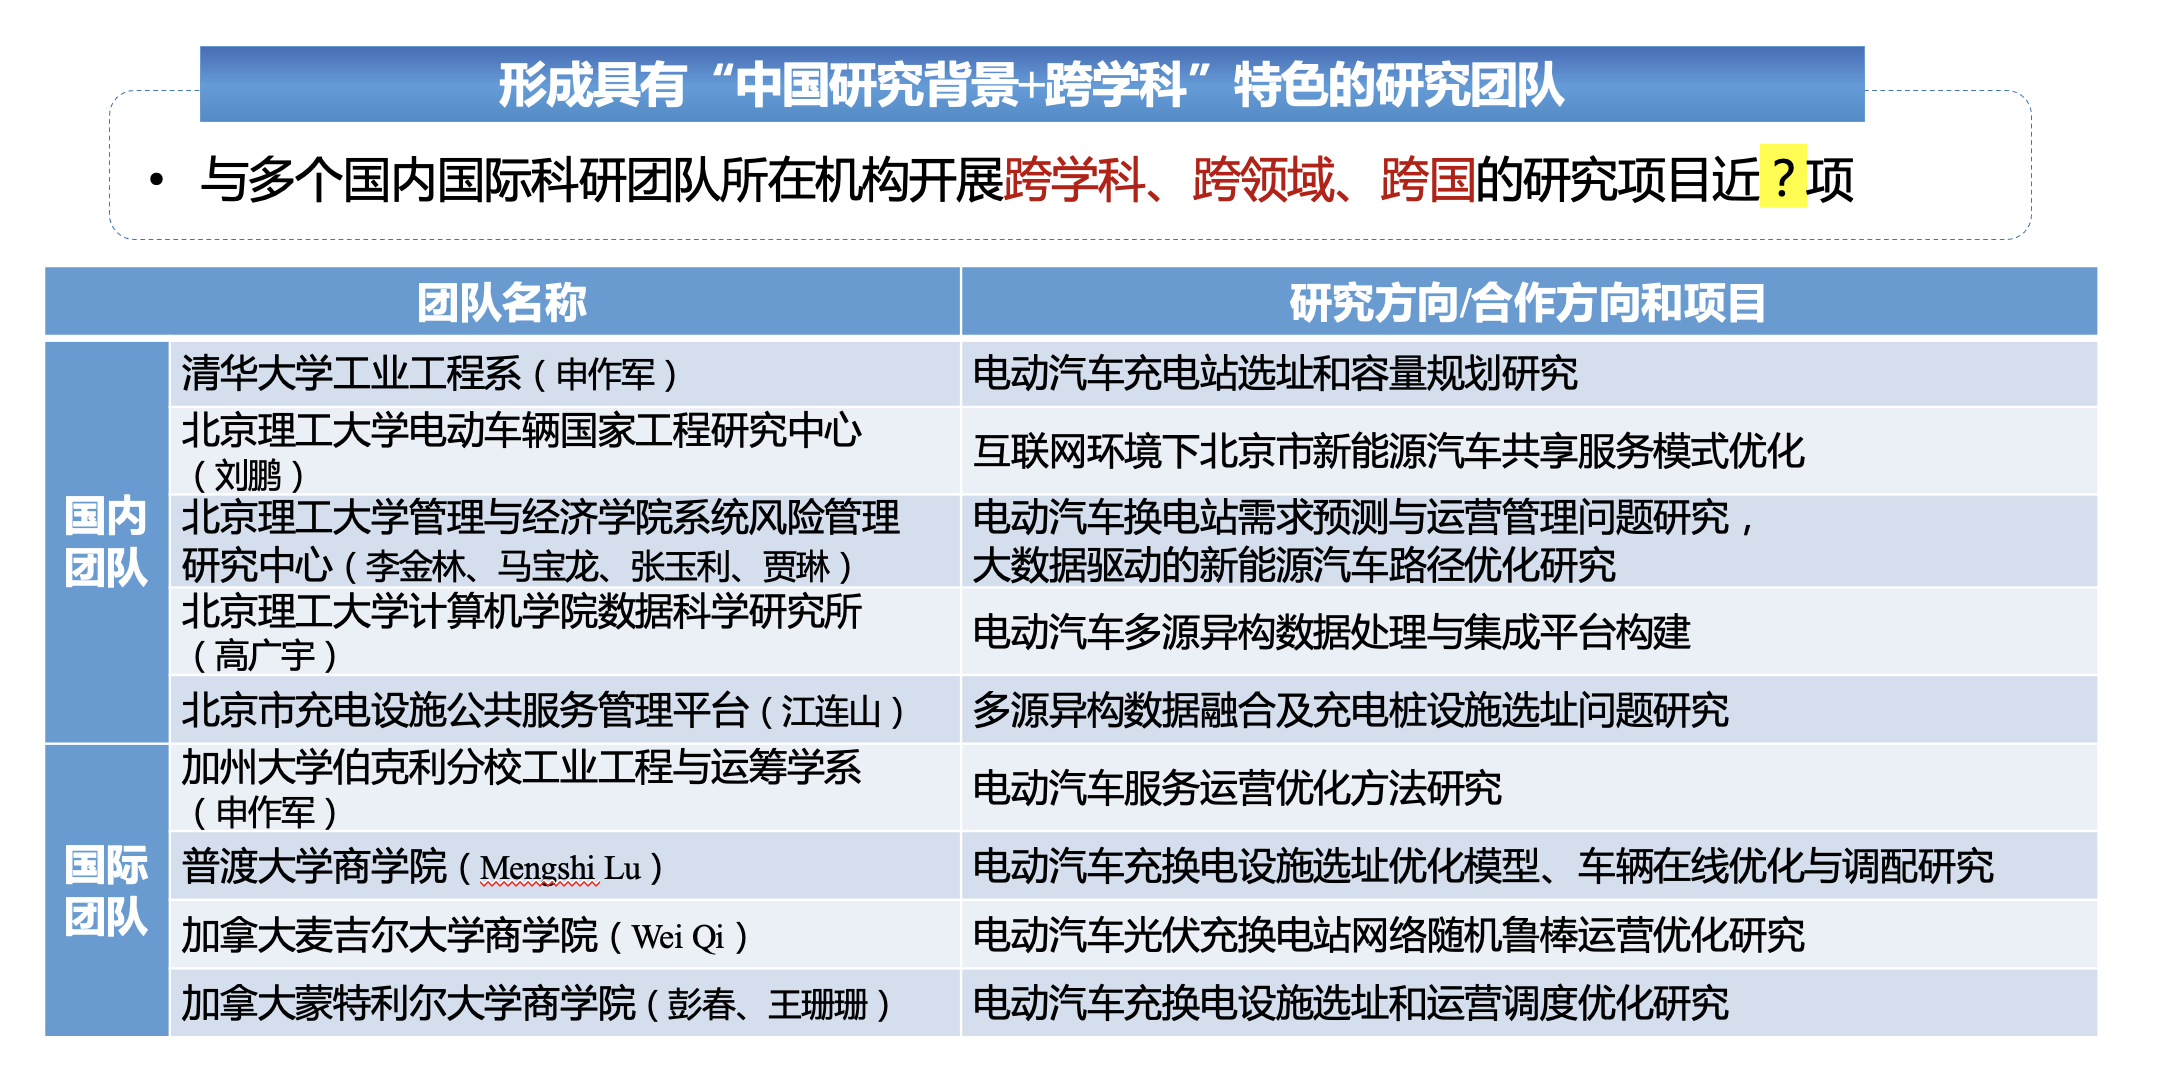 形成具有“中国研究背景+跨学科”特色的研究团队
• 与多个国内国际科研团队所在机构开展跨学科、跨领域、跨国的研究项目近？项
团队名称 研究方向/合作方向和项目
国内
团队
清华大学工业工程系（申作军） 电动汽车充电站选址和容量规划研究
北京理工大学电动车辆国家工程研究中心
（刘鹏） 互联网环境下北京市新能源汽车共享服务模式优化
北京理工大学管理与经济学院系统风险管理
研究中心（李金林、马宝龙、张玉利、贾琳）
电动汽车换电站需求预测与运营管理问题研究，
大数据驱动的新能源汽车路径优化研究
北京理工大学计算机学院数据科学研究所
（高广宇） 电动汽车多源异构数据处理与集成平台构建
北京市充电设施公共服务管理平台（江连山） 多源异构数据融合及充电桩设施选址问题研究
国际
团队
加州大学伯克利分校工业工程与运筹学系
（申作军） 电动汽车服务运营优化方法研究
普渡大学商学院（Mengshi Lu） 电动汽车充换电设施选址优化模型、车辆在线优化与调配研究
加拿大麦吉尔大学商学院（Wei Qi） 电动汽车光伏充换电站网络随机鲁棒运营优化研究
加拿大蒙特利尔大学商学院（彭春、王珊珊） 电动汽车充换电设施选址和运营调度优化研究